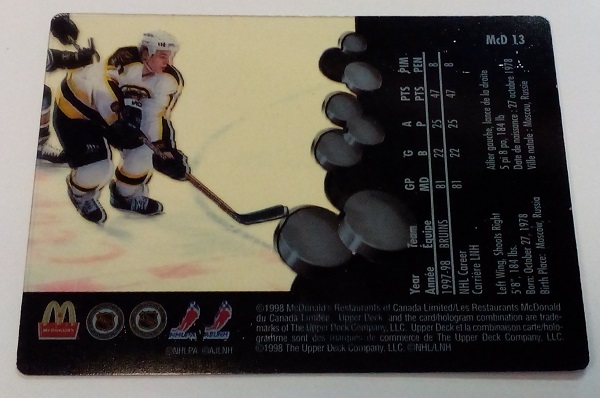 McD 13
Year Team GP G A PTS PIM
Année Équipe MD B P PTS PEN
1997-98 BRUINS 81 22 25 47 8
NHL Career
Carrière LNH 81 22 25 47 8
Left Wing, Shoots Right
5'8", 184 lbs.
Born: October 27, 1978
Birth Place: Moscow, Russia
Ailier gauche, lance de la droite
5 pi 8 po, 184 lb
Date de naissance : 27 octobre 1978
Ville natale : Moscou, Russie
McDonald's
©NHLPA ©AJLNH
©1998 McDonald's Restaurants of Canada Limited/Les Restaurants McDonald
du Canada Limitée. Upper Deck and the card/hologram combination are trade-
marks of The Upper Deck Company, LLC. Upper Deck et la combinaison carte/holo-
gramme sont des marques de commerce de The Upper Deck Company, LLC.
©1998 The Upper Deck Company, LLC. ©NHL/LNH